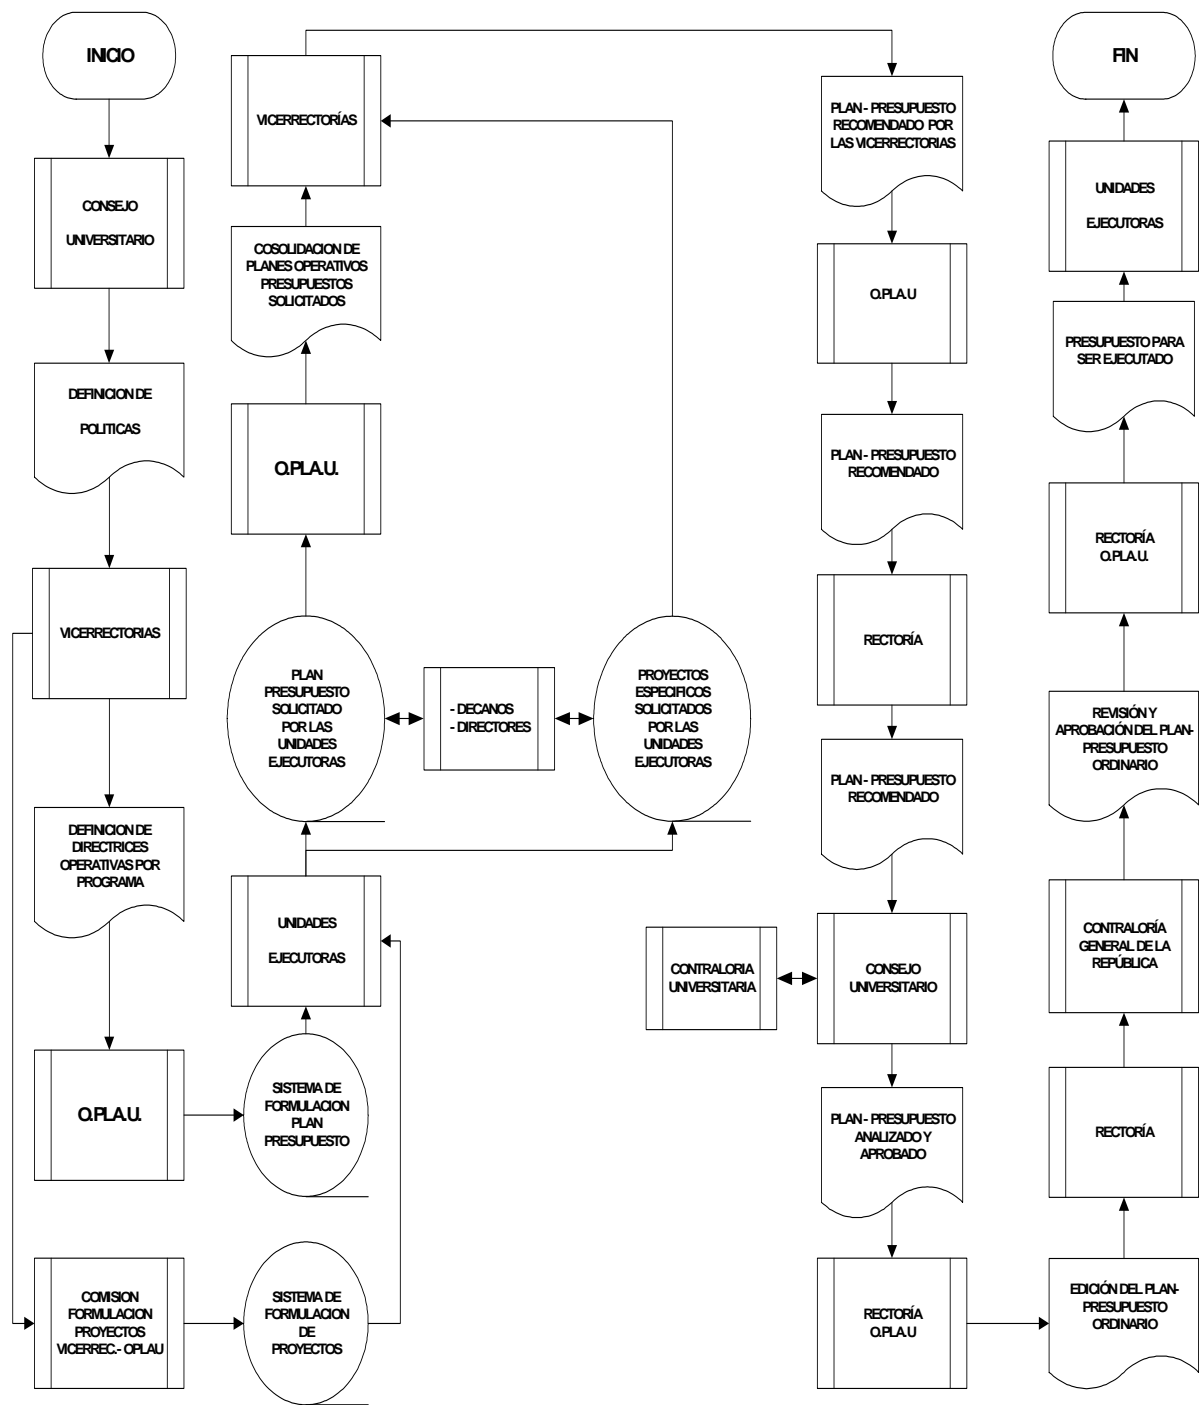 INICIO
CONSEJO
UNIVERSITARIO
DEFINICION DE
POLITICAS
VICERRECTORIAS
DEFINICION DE
DIRECTRICES
OPERATIVAS POR
PROGRAMA
O.PLA.U.
COMISION
FORMULACION
PROYECTOS
VICERREC.- OPLAU
VICERRECTORÍAS
COSOLIDACION DE
PLANES OPERATIVOS
PRESUPUESTOS
SOLICITADOS
O.PLA.U.
PLAN
PRESUPUESTO
SOLICITADO
POR LAS
UNIDADES
EJECUTORAS
UNIDADES
EJECUTORAS
SISTEMA DE
FORMULACION
PLAN
PRESUPUESTO
SISTEMA DE
FORMULACION
DE
PROYECTOS
- DECANOS
- DIRECTORES
PROYECTOS
ESPECIFICOS
SOLICITADOS
POR LAS
UNIDADES
EJECUTORAS
CONTRALORIA
UNIVERSITARIA
PLAN - PRESUPUESTO
RECOMENDADO POR
LAS VICERRECTORIAS
O.PLA.U
PLAN - PRESUPUESTO
RECOMENDADO
RECTORÍA
PLAN - PRESUPUESTO
RECOMENDADO
CONSEJO
UNIVERSITARIO
PLAN - PRESUPUESTO
ANALIZADO Y
APROBADO
RECTORÍA
O.PLA.U
FIN
UNIDADES
EJECUTORAS
PRESUPUESTO PARA
SER EJECUTADO
RECTORÍA
O.PLA.U.
REVISIÓN Y
APROBACIÓN DEL PLAN-
PRESUPUESTO
ORDINARIO
CONTRALORÍA
GENERAL DE LA
REPÚBLICA
RECTORÍA
EDICIÓN DEL PLAN-
PRESUPUESTO
ORDINARIO